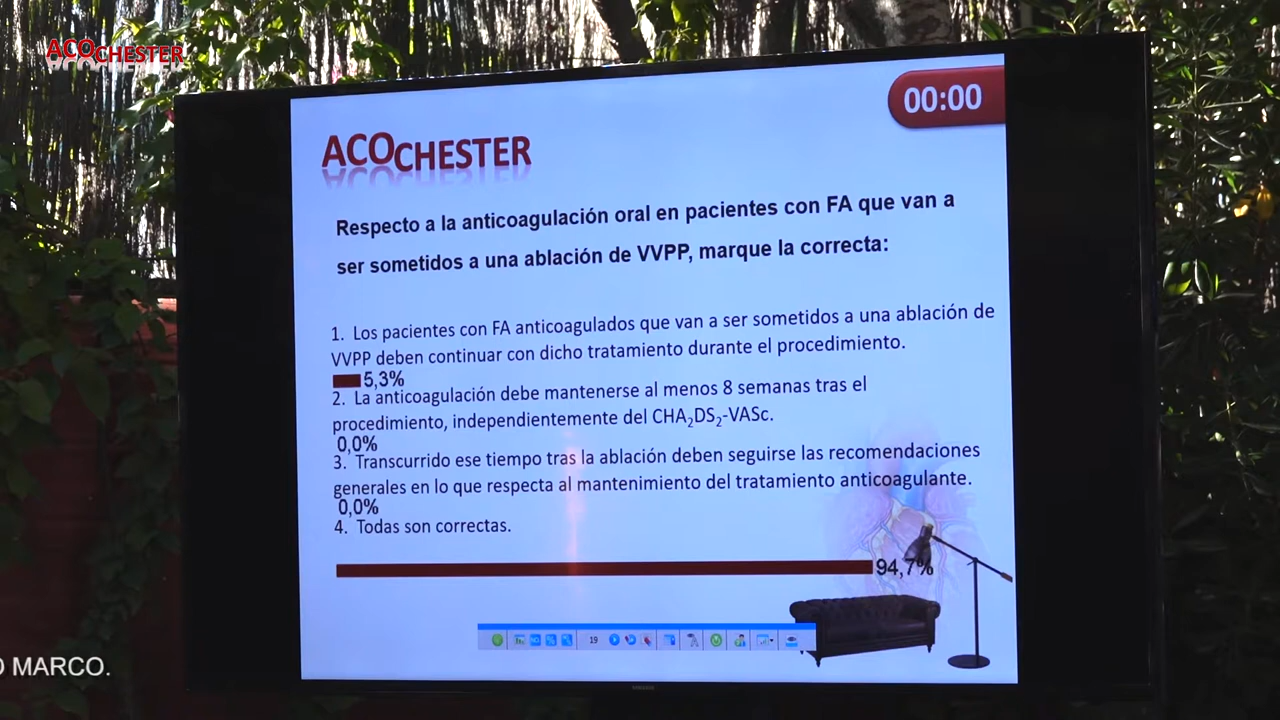 ACOCHESTER
00:00
ACOCHESTER
Respecto a la anticoagulación oral en pacientes con FA que van a
ser sometidos a una ablación de VVPP, marque la correcta:
1. Los pacientes con FA anticoagulados que van a ser sometidos a una ablación de
VVPP deben continuar con dicho tratamiento durante el procedimiento.
5,3%
2. La anticoagulación debe mantenerse al menos 8 semanas tras el
procedimiento, independientemente del CHA₂DS₂-VASc.
0,0%
3. Transcurrido ese tiempo tras la ablación deben seguirse las recomendaciones
generales en lo que respecta al mantenimiento del tratamiento anticoagulante.
0,0%
4. Todas son correctas.
94,7%
19
O MARCO.